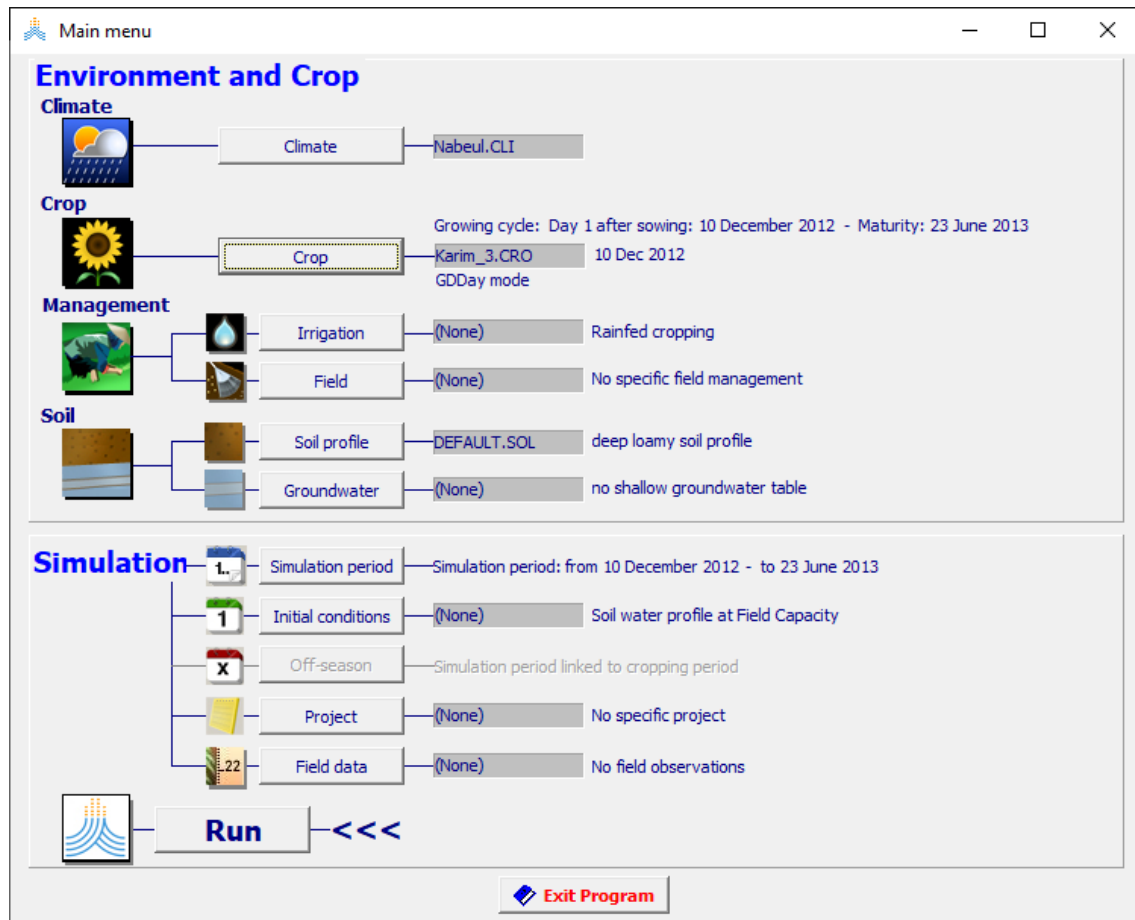 Main menu
Environment and Crop
Climate
Climate
Nabeul.CLI
Crop
Growing cycle: Day 1 after sowing: 10 December 2012 - Maturity: 23 June 2013
Crop
Karim_3.CRO
10 Dec 2012
GDDay mode
Management
Irrigation
(None)
Rainfed cropping
Field
(None)
No specific field management
Soil
Soil profile
DEFAULT.SOL
deep loamy soil profile
Groundwater
(None)
no shallow groundwater table
Simulation
1..
Simulation period
Simulation period: from 10 December 2012 - to 23 June 2013
1
Initial conditions
(None)
Soil water profile at Field Capacity
x
Off-season
Simulation period linked to cropping period
Project
(None)
No specific project
.22
Field data
(None)
No field observations
Run
<<<
Exit Program